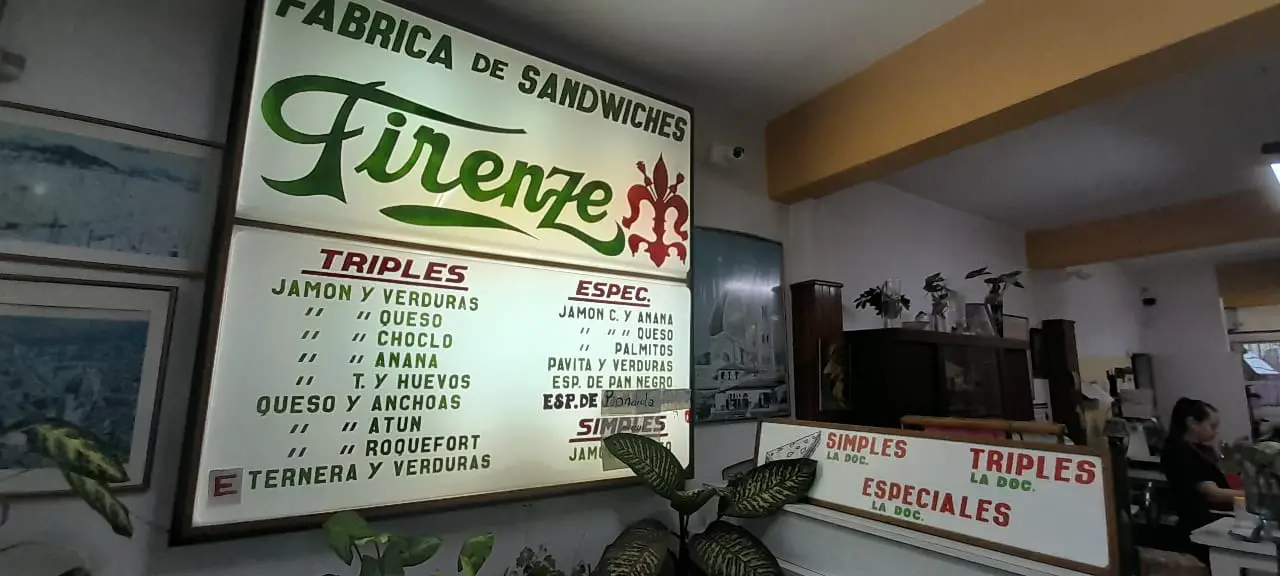 FABRICA DE SANDWICHES
Firenze
TRIPLES
JAMON Y VERDURAS
" " QUESO
" " CHOCLO
" " ANANA
" T. Y HUEVOS
QUESO Y ANCHOAS
" " ATUN
" " ROQUEFORT
E TERNERA Y VERDURAS
ESPEC.
JAMON C. Y ANANA
" " " QUESO
" " PALMITOS
PAVITA Y VERDURAS
ESP. DE PAN NEGRO
ESP. DE Bondiola
SIMPLES
SIMPLES
LA DOC.
TRIPLES
LA DOC.
ESPECIALES
LA DOC.